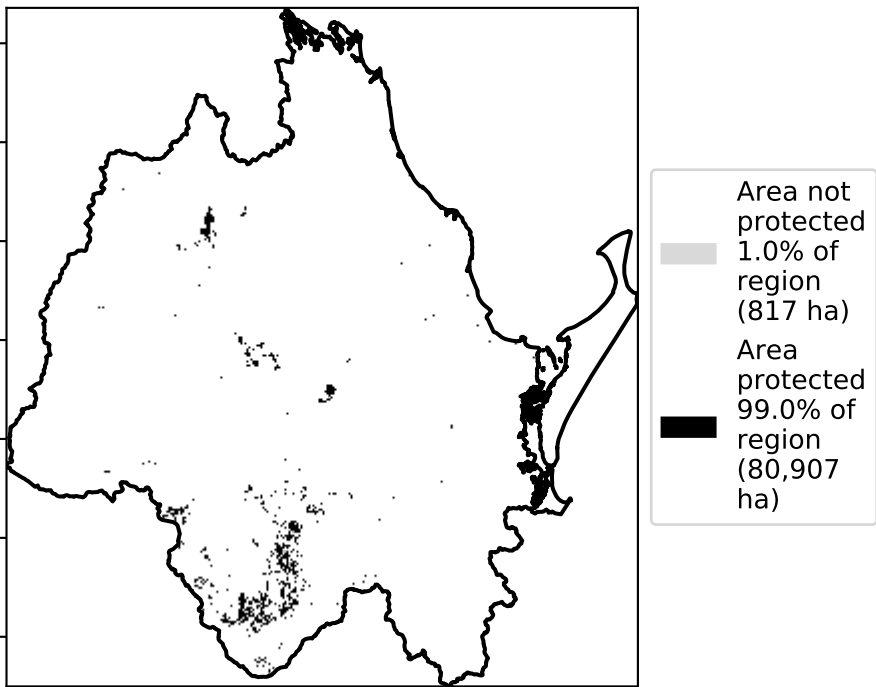 Area not
protected
1.0% of
region
(817 ha)
Area
protected
99.0% of
region
(80,907
ha)